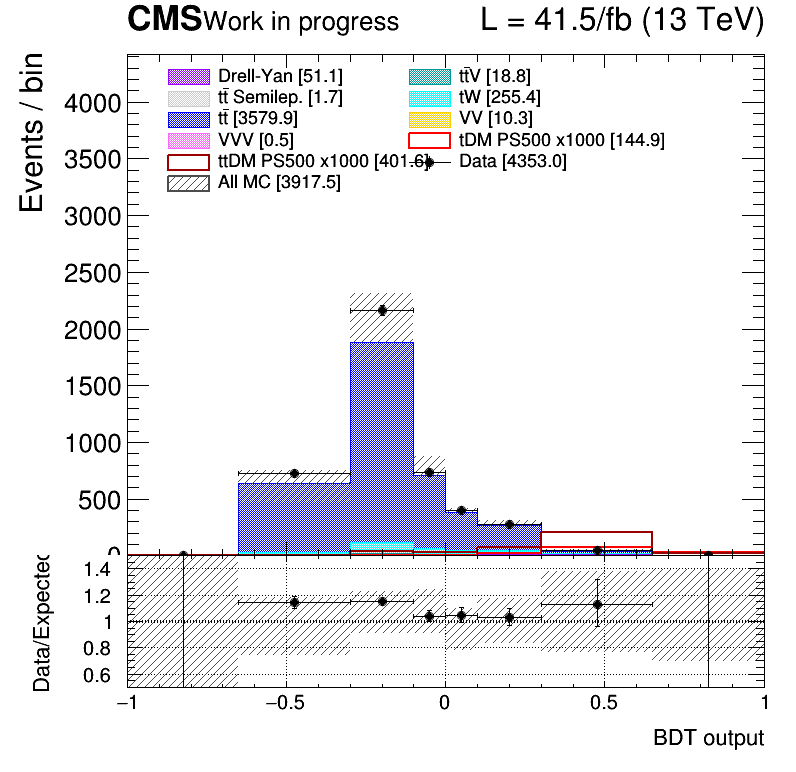 CMS Work in progress L = 41.5/fb (13 TeV)
Events / bin
Drell-Yan [51.1] tt̄V [18.8]
tt̄ Semilep. [1.7] tW [255.4]
tt̄ [3579.9] VV [10.3]
VVV [0.5] tDM PS500 x1000 [144.9]
ttDM PS500 x1000 [401.6] Data [4353.0]
All MC [3917.5]
4000
3500
3000
2500
2000
1500
1000
500
0
Data/Expected
1.4
1.2
1
0.8
0.6
−1 −0.5 0 0.5 1
BDT output